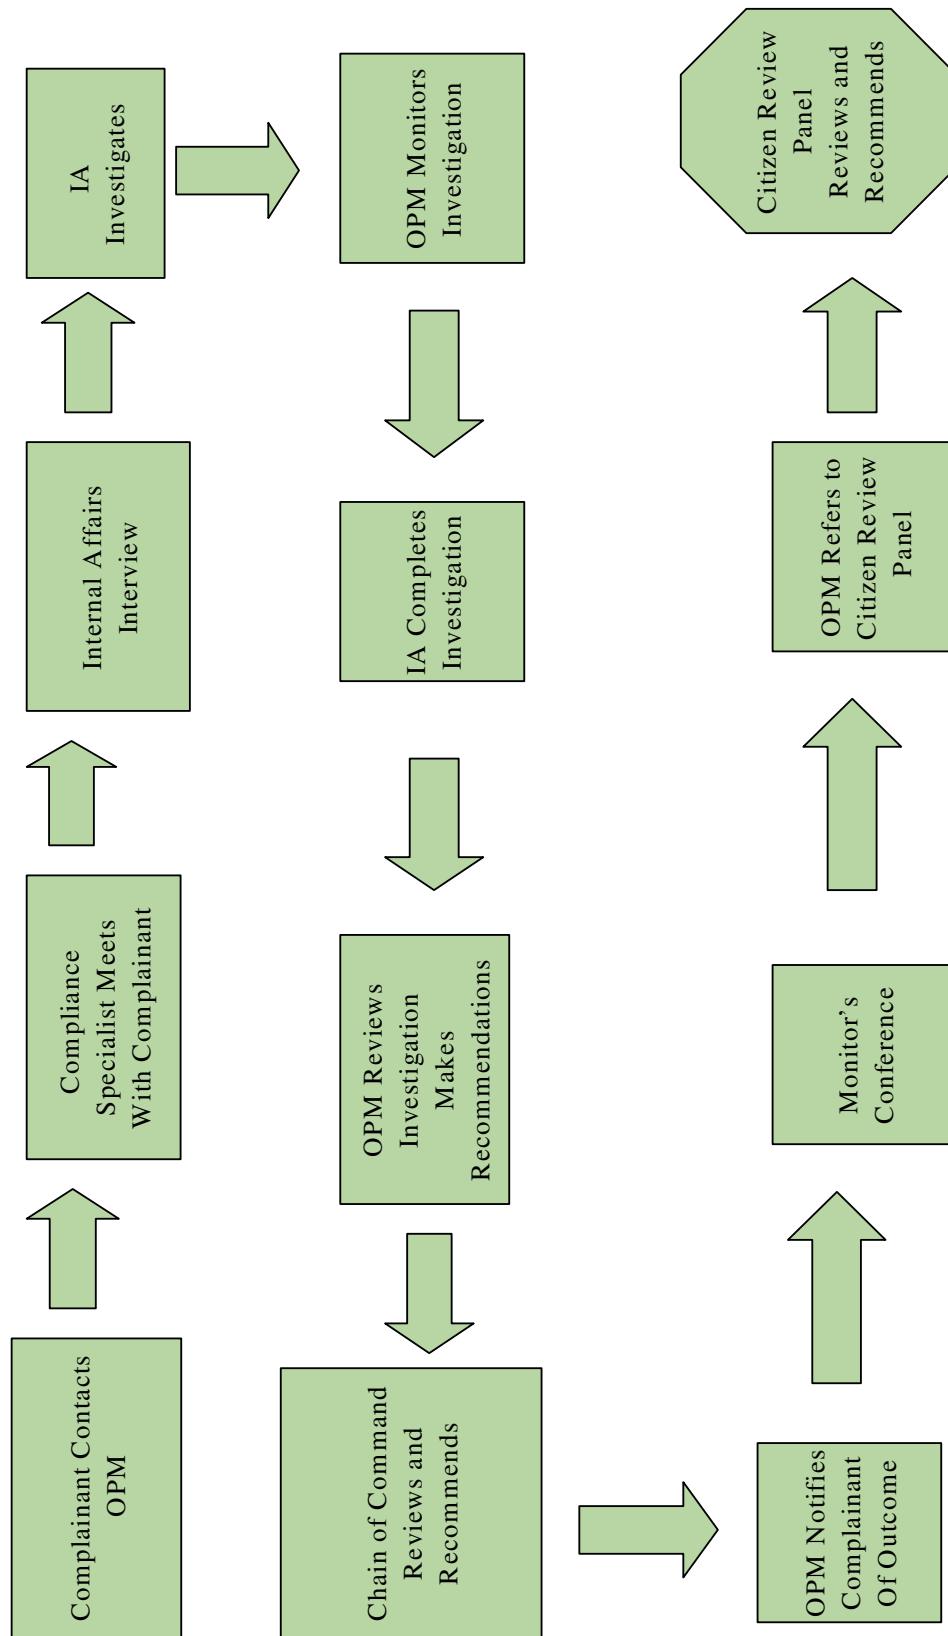 Complainant Contacts
OPM
Compliance
Specialist Meets
With Complainant
Internal Affairs
Interview
IA
Investigates
OPM Monitors
Investigation
IA Completes
Investigation
OPM Reviews
Investigation
Makes
Recommendations
Chain of Command
Reviews and
Recommends
OPM Notifies
Complainant
Of Outcome
Monitor’s
Conference
OPM Refers to
Citizen Review
Panel
Citizen Review
Panel
Reviews and
Recommends